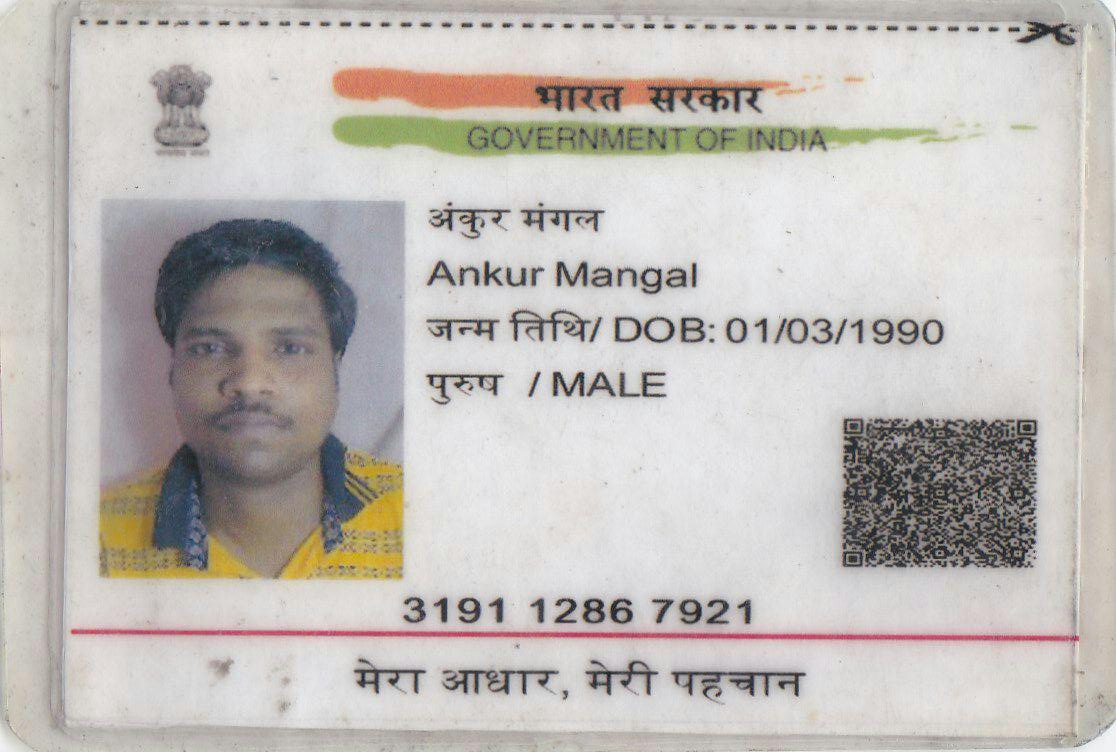 भारत सरकार
GOVERNMENT OF INDIA
अंकुर मंगल
Ankur Mangal
जन्म तिथि/ DOB: 01/03/1990
पुरुष / MALE
3191 1286 7921
मेरा आधार, मेरी पहचान